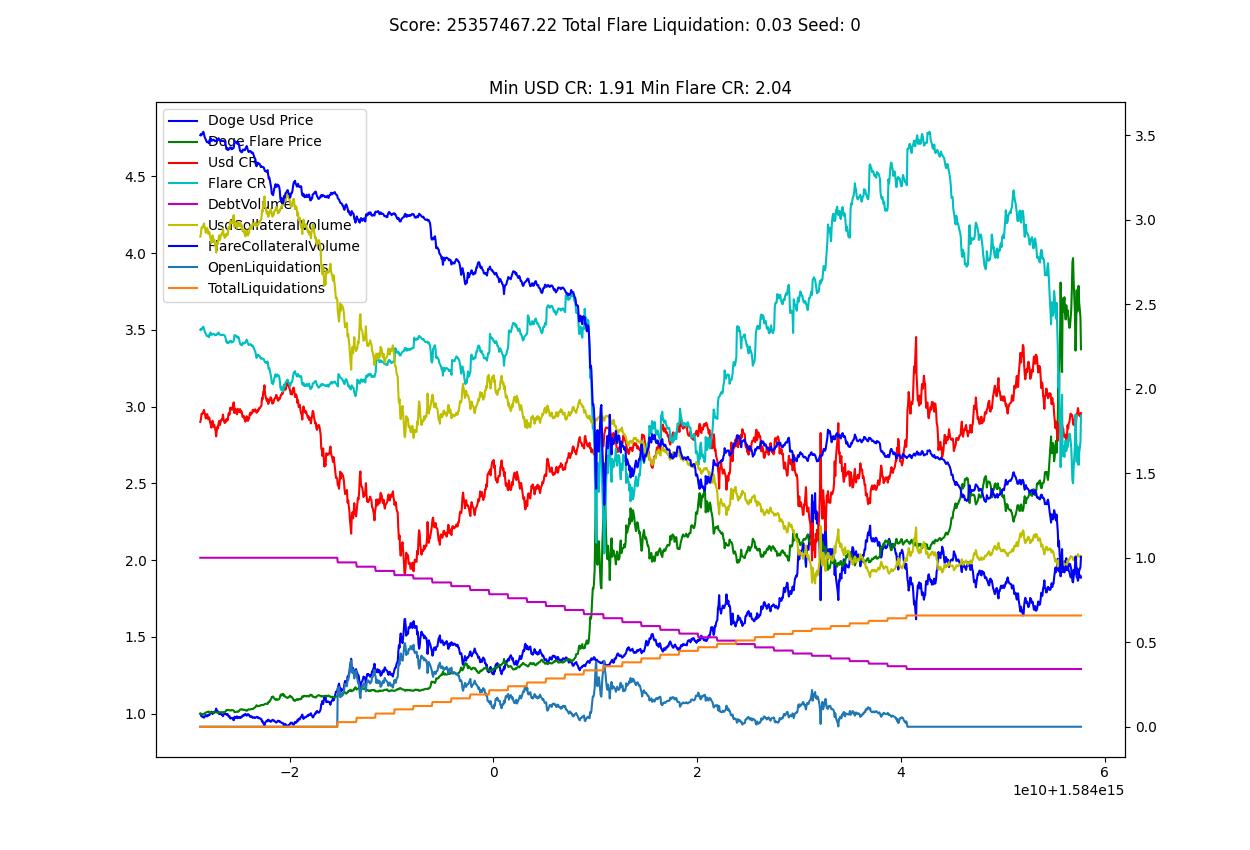 Score: 25357467.22 Total Flare Liquidation: 0.03 Seed: 0
Min USD CR: 1.91 Min Flare CR: 2.04
Doge Usd Price
Doge Flare Price
Usd CR
Flare CR
DebtVolume
UsdCollateralVolume
FlareCollateralVolume
OpenLiquidations
TotalLiquidations
4.5
4.0
3.5
3.0
2.5
2.0
1.5
1.0
3.5
3.0
2.5
2.0
1.5
1.0
0.5
0.0
−2
0
2
4
6
1e10+1.584e15